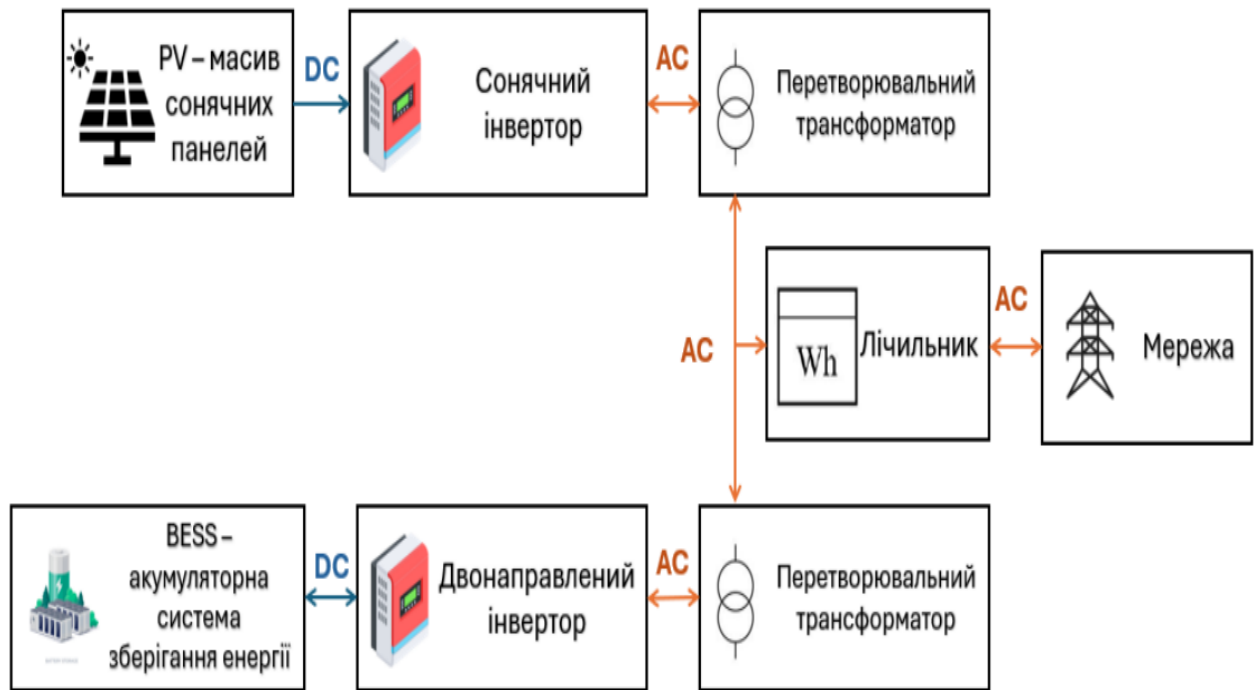 PV – масив
сонячних
панелей
DC
Сонячний
інвертор
AC
Перетворювальний
трансформатор
AC
Wh
Лічильник
AC
Мережа
BESS –
акумуляторна
система
зберігання енергії
DC
Двонаправлений
інвертор
AC
Перетворювальний
трансформатор